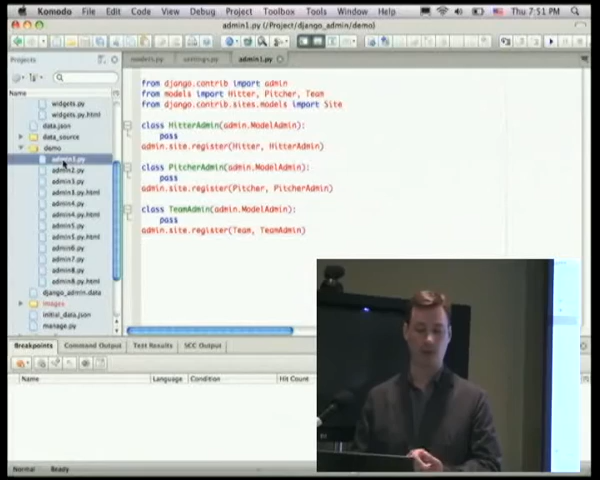 Komodo File Edit Code View Debug Project Toolbox Tools Window Help Thu 7:51 PM
admin1.py (/Project/django_admin/demo)
Projects
models.py settings.py admin1.py
Name
widgets.py
widgets.py.html
data.json
data_source
demo
admin1.py
admin2.py
admin3.py
admin3.py.html
admin4.py
admin4.py.html
admin5.py
admin5.py.html
admin6.py
admin7.py
admin8.py
admin8.py.html
django_admin.data
images
initial_data.json
manage.py
from django.contrib import admin
from models import Hitter, Pitcher, Team
from django.contrib.sites.models import Site
class HitterAdmin(admin.ModelAdmin):
pass
admin.site.register(Hitter, HitterAdmin)
class PitcherAdmin(admin.ModelAdmin):
pass
admin.site.register(Pitcher, PitcherAdmin)
class TeamAdmin(admin.ModelAdmin):
pass
admin.site.register(Team, TeamAdmin)
Breakpoints Command Output Test Results SCC Output
Name Language Condition Hit Count
Normal Ready